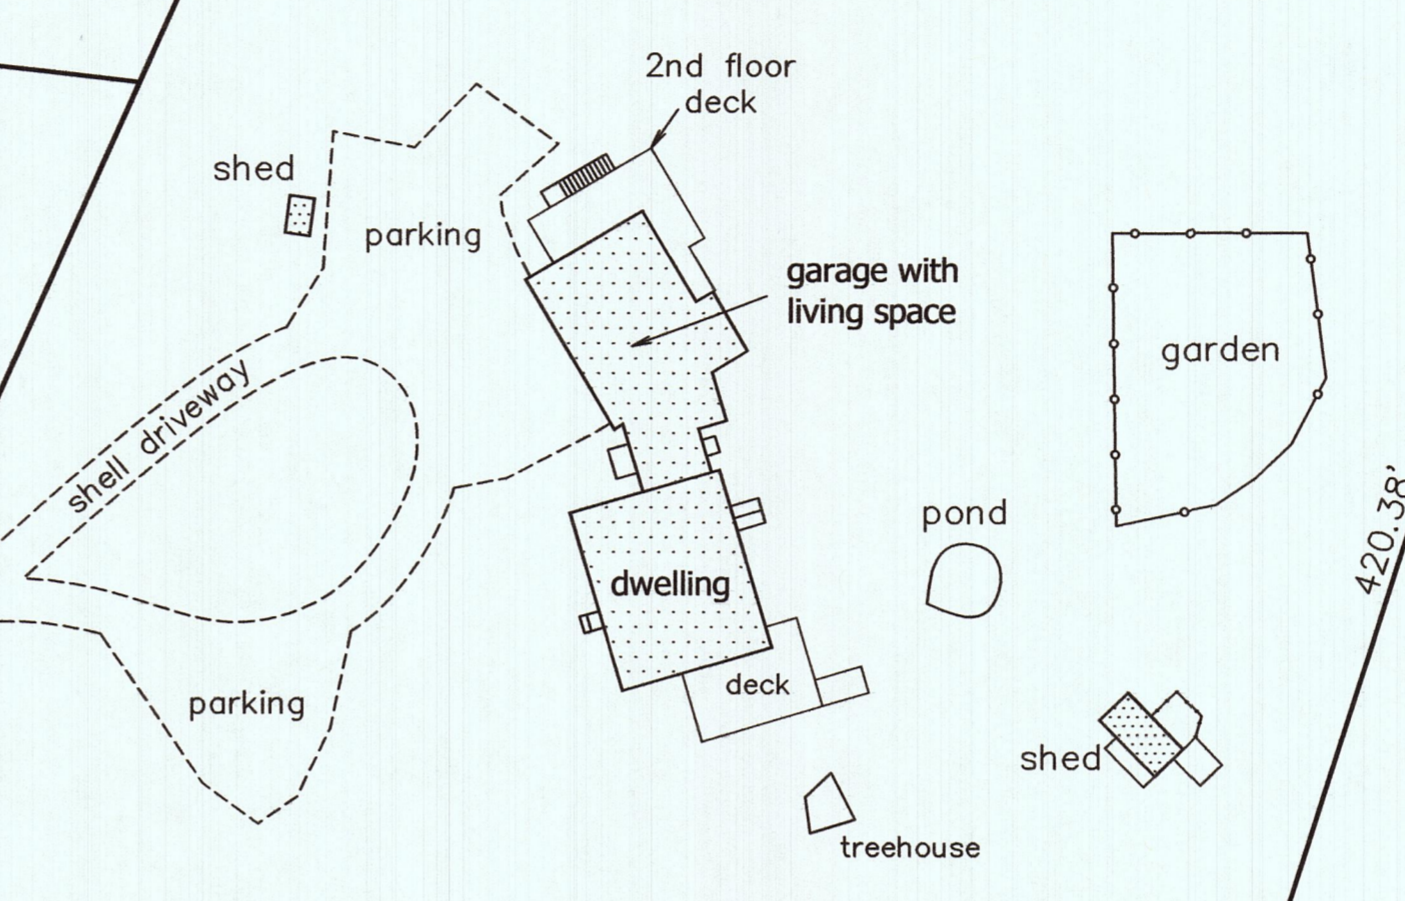 2nd floor
deck
shed
parking
garage with
living space
garden
shell driveway
420.38'
pond
dwelling
deck
parking
shed
treehouse